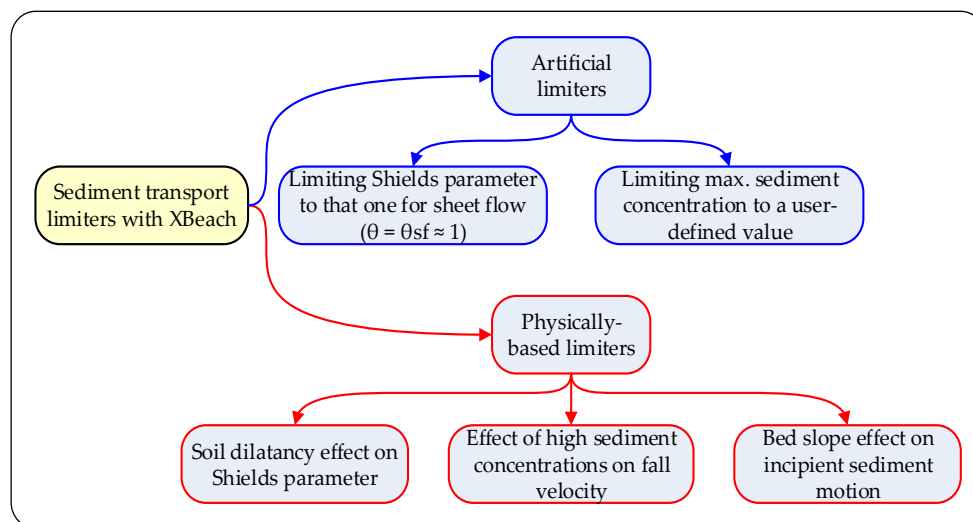 Artificial
limiters
Sediment transport
limiters with XBeach
Limiting Shields parameter
to that one for sheet flow
(θ = θsf ≈ 1)
Limiting max. sediment
concentration to a user-
defined value
Physically-
based limiters
Soil dilatancy effect on
Shields parameter
Effect of high sediment
concentrations on fall
velocity
Bed slope effect on
incipient sediment
motion